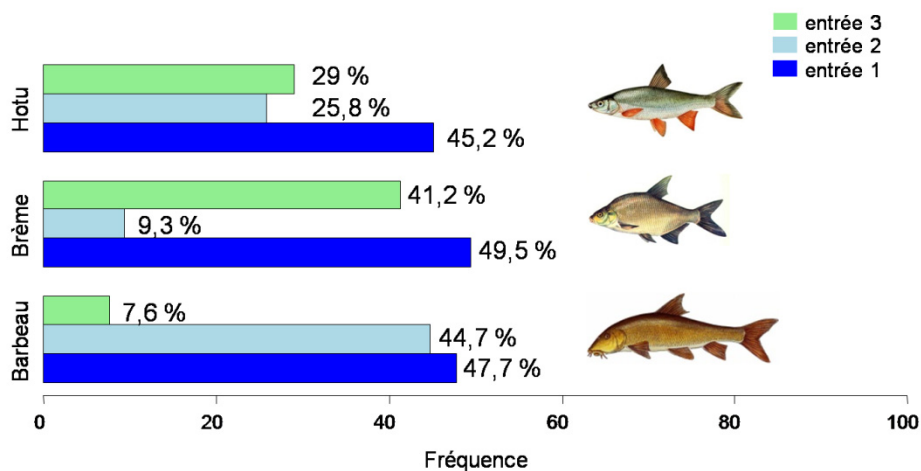 entrée 3
entrée 2
entrée 1
Hotu
29 %
25,8 %
45,2 %
Brème
41,2 %
9,3 %
49,5 %
Barbeau
7,6 %
44,7 %
47,7 %
0 20 40 60 80 100
Fréquence